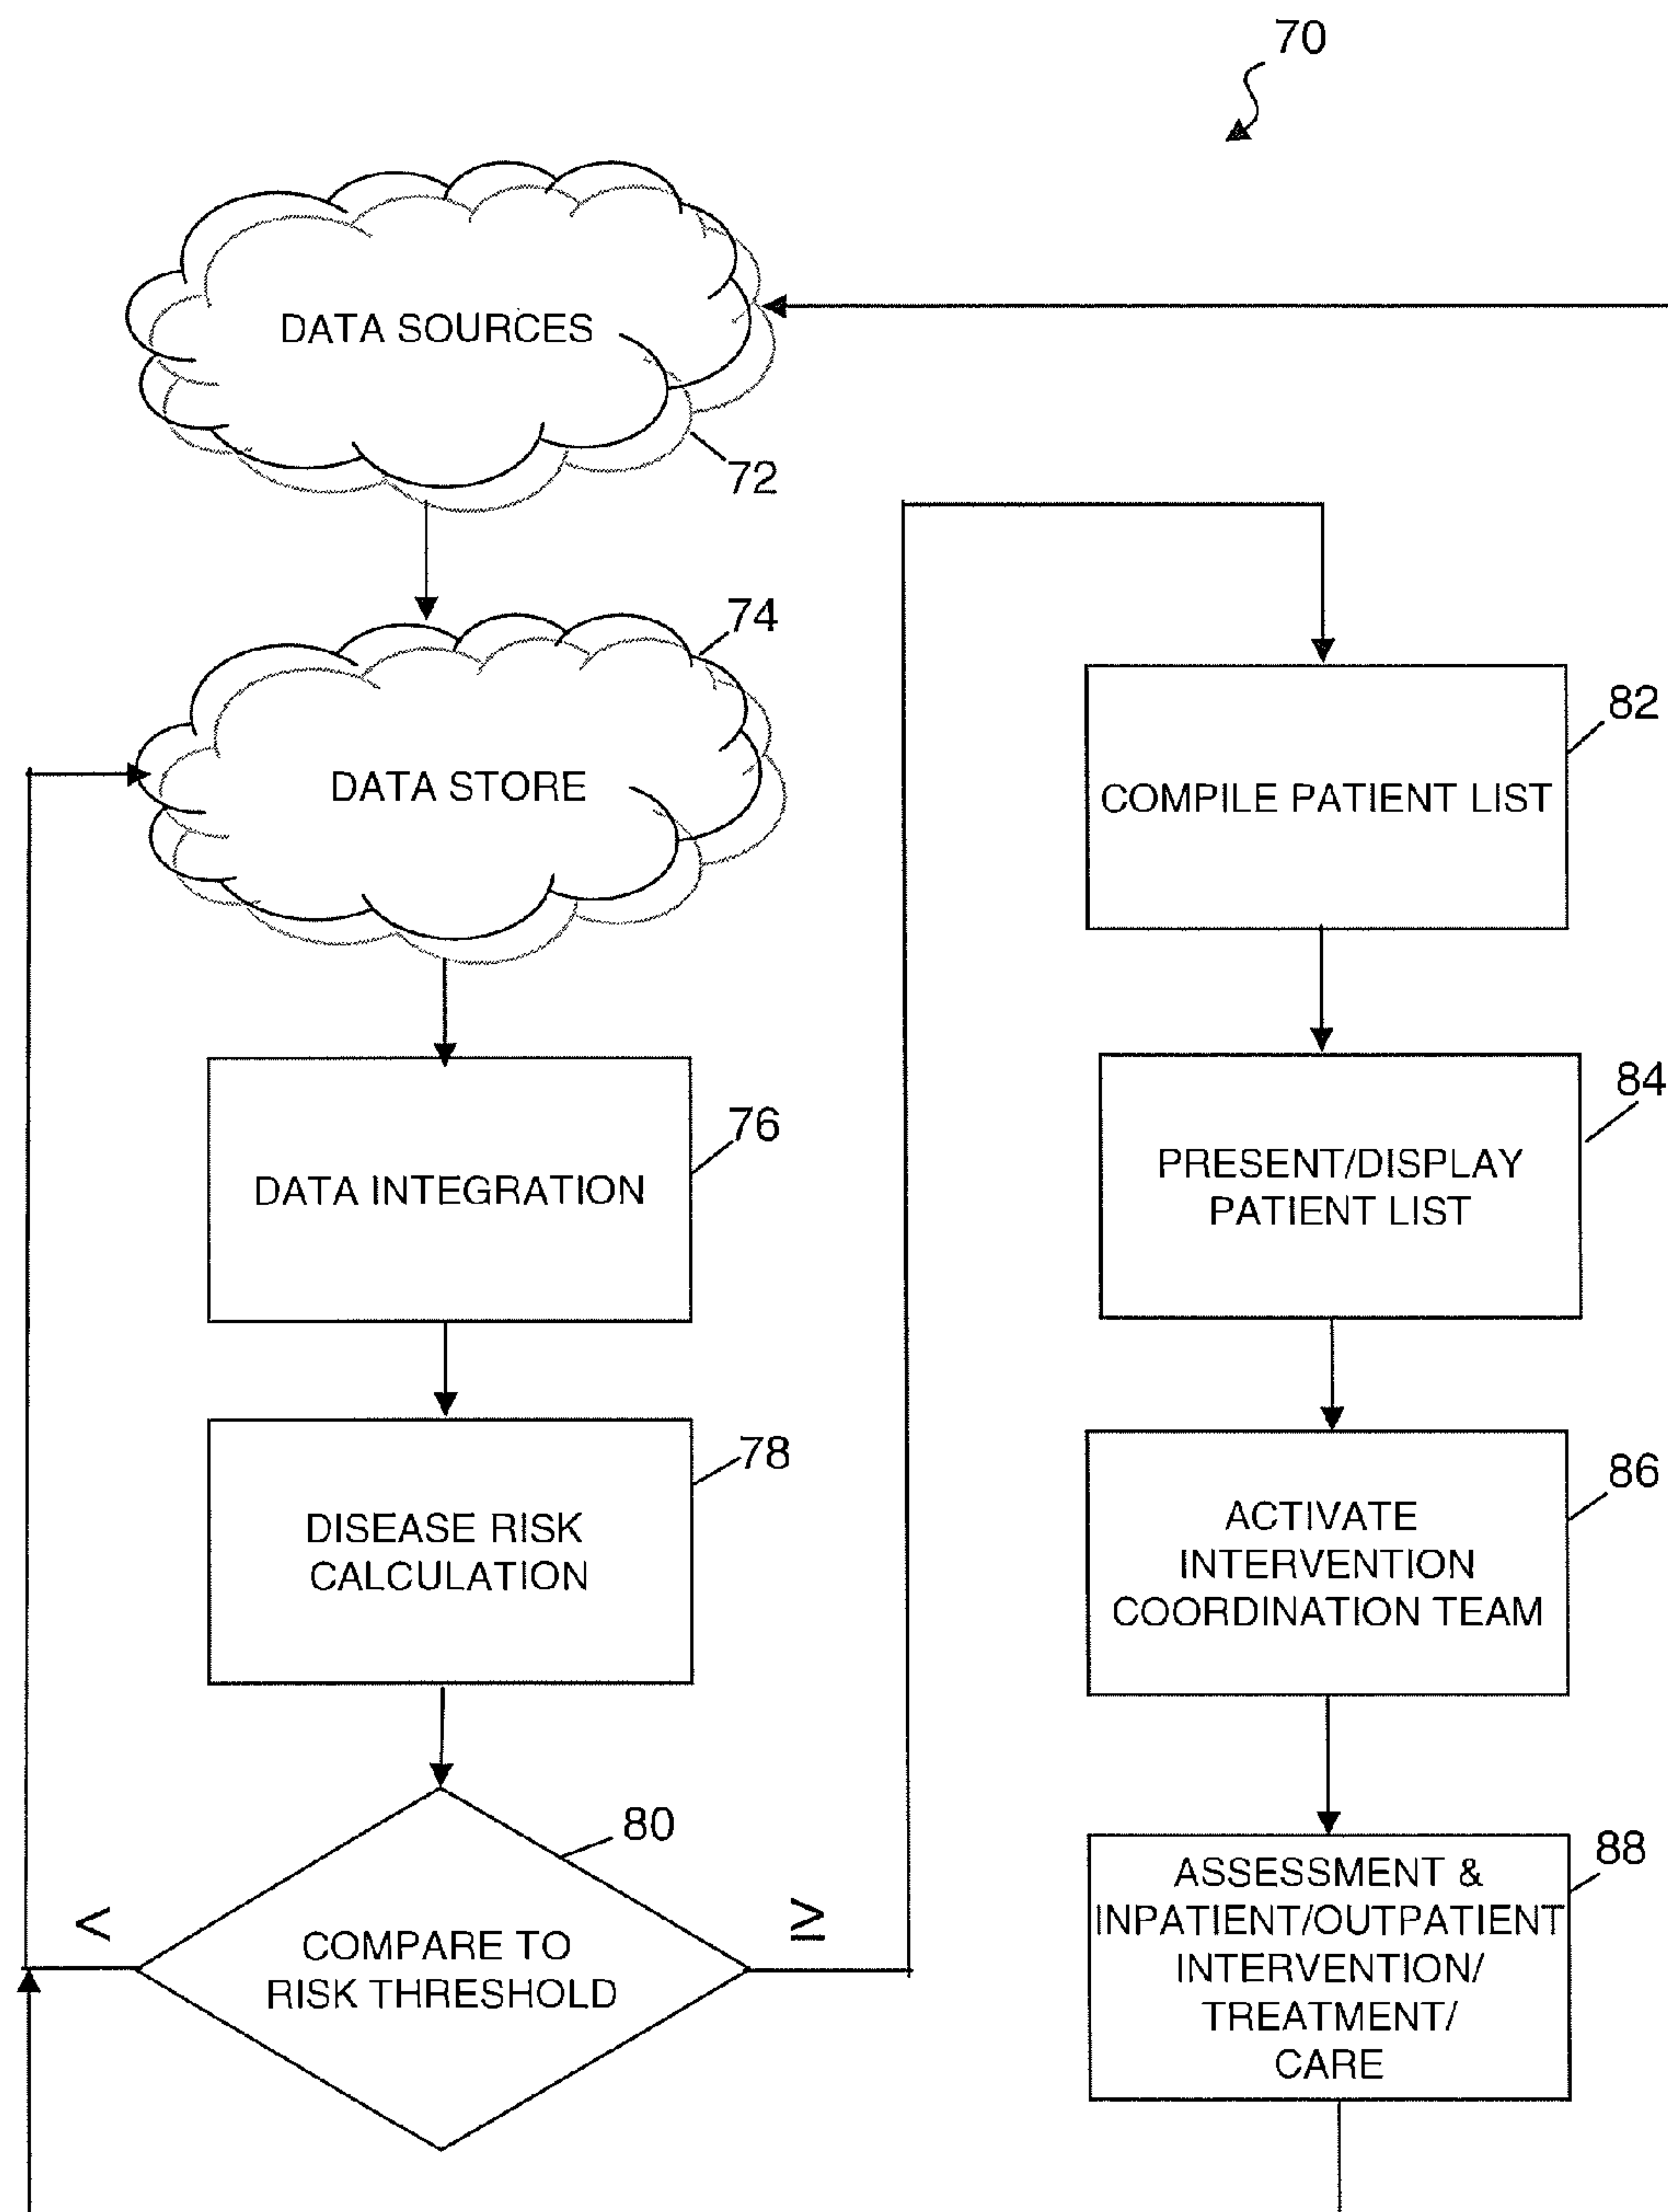 70
DATA SOURCES
72
74
DATA STORE
76
DATA INTEGRATION
78
DISEASE RISK
CALCULATION
80
<
≥
COMPARE TO
RISK THRESHOLD
82
COMPILE PATIENT LIST
84
PRESENT/DISPLAY
PATIENT LIST
86
ACTIVATE
INTERVENTION
COORDINATION TEAM
88
ASSESSMENT &
INPATIENT/OUTPATIENT
INTERVENTION/
TREATMENT/
CARE